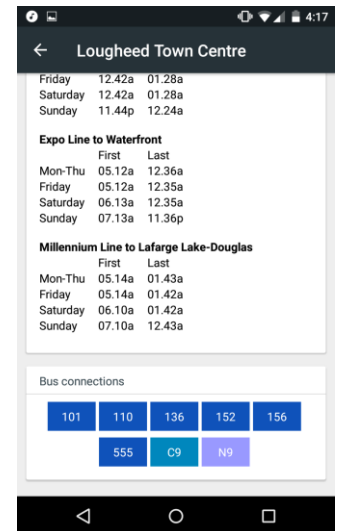 4:17
Lougheed Town Centre
Friday 12.42a 01.28a
Saturday 12.42a 01.28a
Sunday 11.44p 12.24a
Expo Line to Waterfront
First Last
Mon-Thu 05.12a 12.36a
Friday 05.12a 12.35a
Saturday 06.13a 12.35a
Sunday 07.13a 11.36p
Millennium Line to Lafarge Lake-Douglas
First Last
Mon-Thu 05.14a 01.43a
Friday 05.14a 01.42a
Saturday 06.10a 01.42a
Sunday 07.10a 12.43a
Bus connections
101 110 136 152 156
555 C9 N9